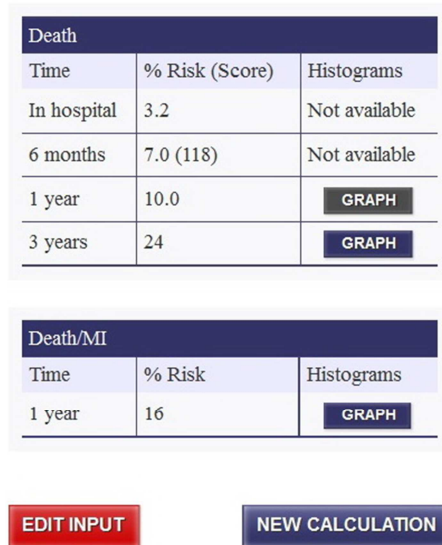 Death
Time % Risk (Score) Histograms
In hospital 3.2 Not available
6 months 7.0 (118) Not available
1 year 10.0 GRAPH
3 years 24 GRAPH
Death/MI
Time % Risk Histograms
1 year 16 GRAPH
EDIT INPUT NEW CALCULATION